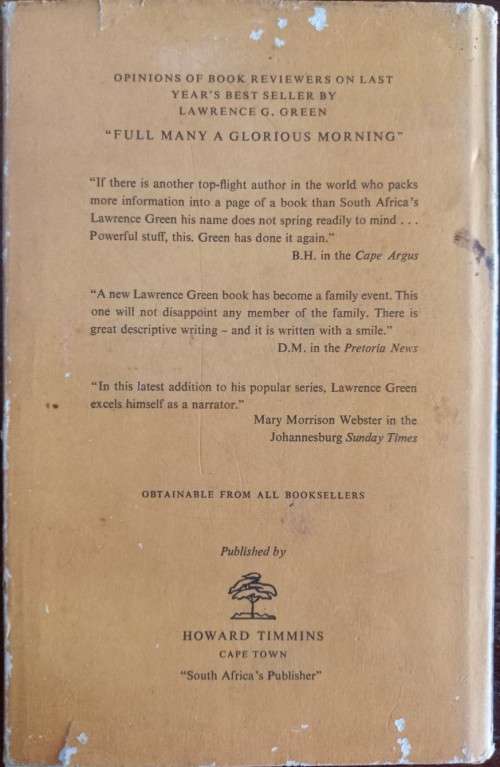 OPINIONS OF BOOK REVIEWERS ON LAST
YEAR'S BEST SELLER BY
LAWRENCE G. GREEN
"FULL MANY A GLORIOUS MORNING"
"If there is another top-flight author in the world who packs
more information into a page of a book than South Africa's
Lawrence Green his name does not spring readily to mind . . .
Powerful stuff, this. Green has done it again."
B.H. in the Cape Argus
"A new Lawrence Green book has become a family event. This
one will not disappoint any member of the family. There is
great descriptive writing – and it is written with a smile."
D.M. in the Pretoria News
"In this latest addition to his popular series, Lawrence Green
excels himself as a narrator."
Mary Morrison Webster in the
Johannesburg Sunday Times
OBTAINABLE FROM ALL BOOKSELLERS
Published by
HOWARD TIMMINS
CAPE TOWN
"South Africa's Publisher"